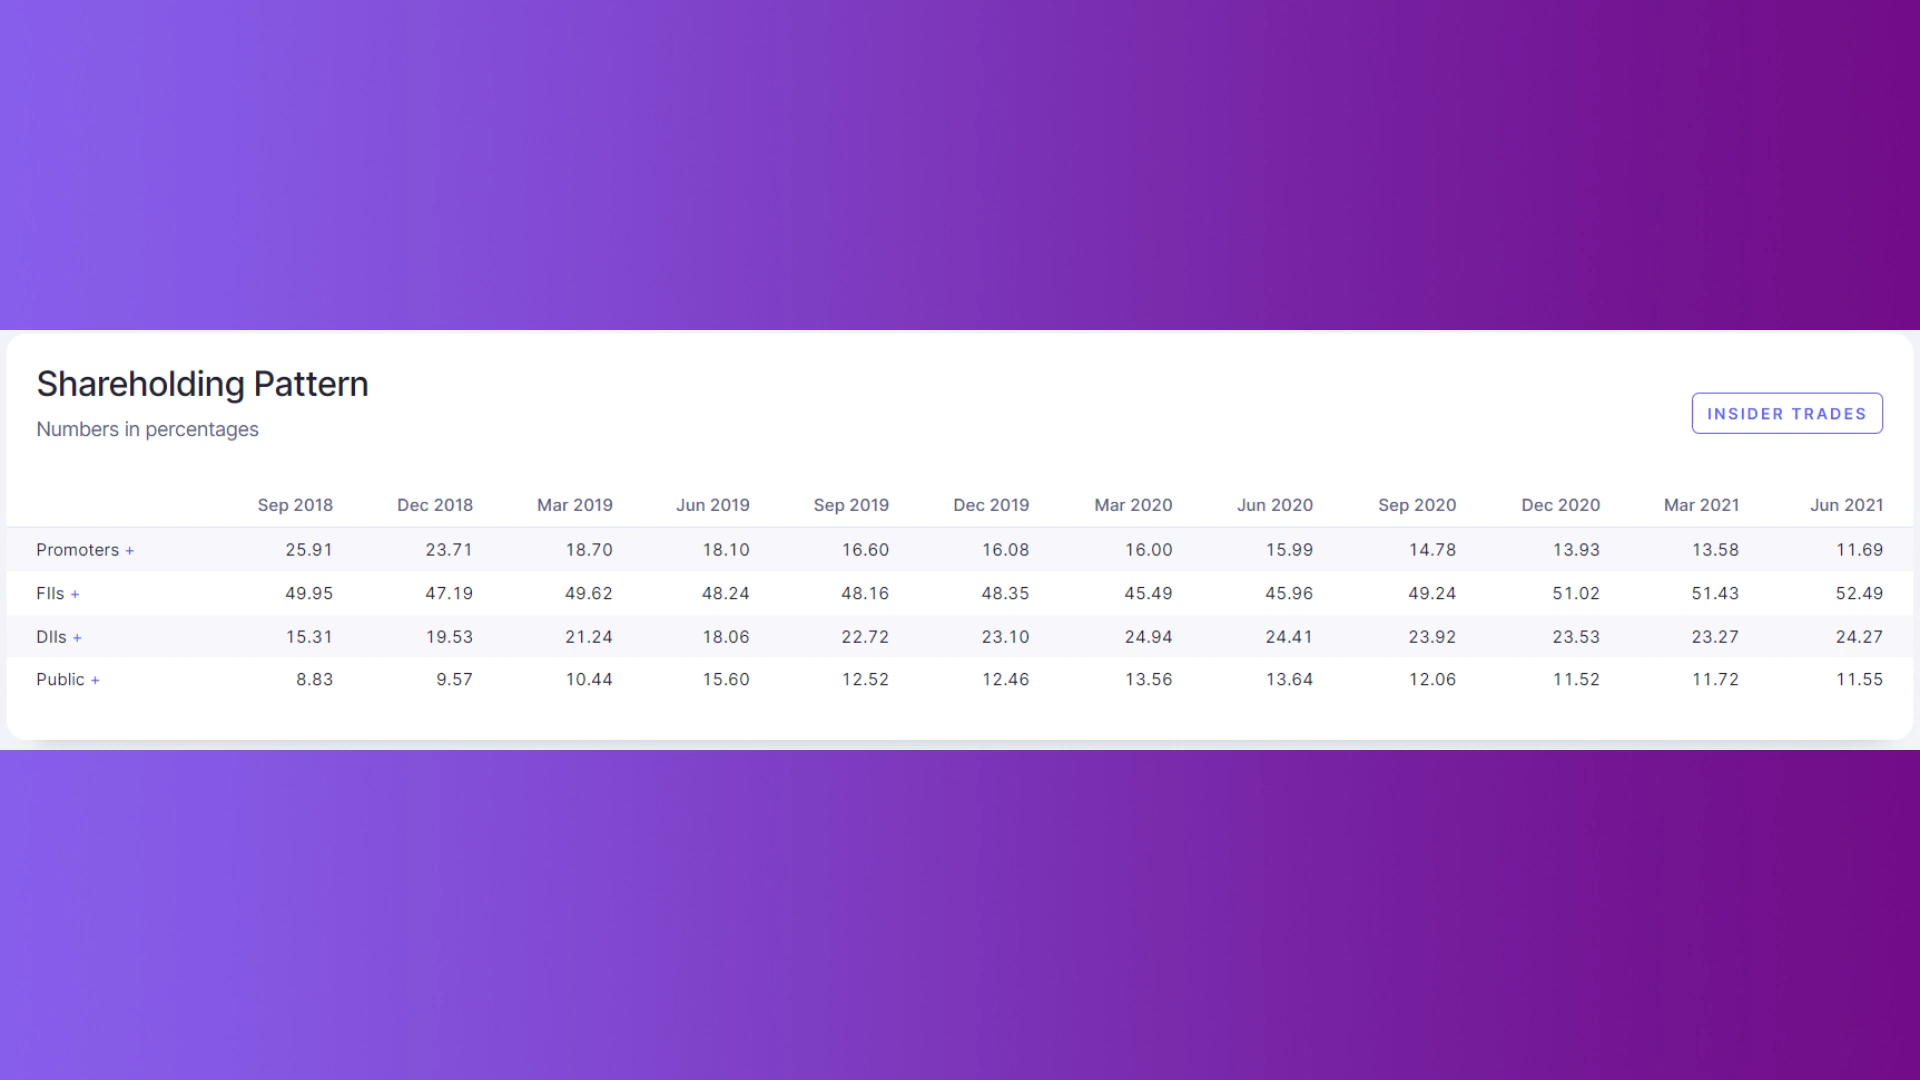 Shareholding Pattern
Numbers in percentages
INSIDER TRADES
Sep 2018 Dec 2018 Mar 2019 Jun 2019 Sep 2019 Dec 2019 Mar 2020 Jun 2020 Sep 2020 Dec 2020 Mar 2021 Jun 2021
Promoters + 25.91 23.71 18.70 18.10 16.60 16.08 16.00 15.99 14.78 13.93 13.58 11.69
FIIs + 49.95 47.19 49.62 48.24 48.16 48.35 45.49 45.96 49.24 51.02 51.43 52.49
DIIs + 15.31 19.53 21.24 18.06 22.72 23.10 24.94 24.41 23.92 23.53 23.27 24.27
Public + 8.83 9.57 10.44 15.60 12.52 12.46 13.56 13.64 12.06 11.52 11.72 11.55